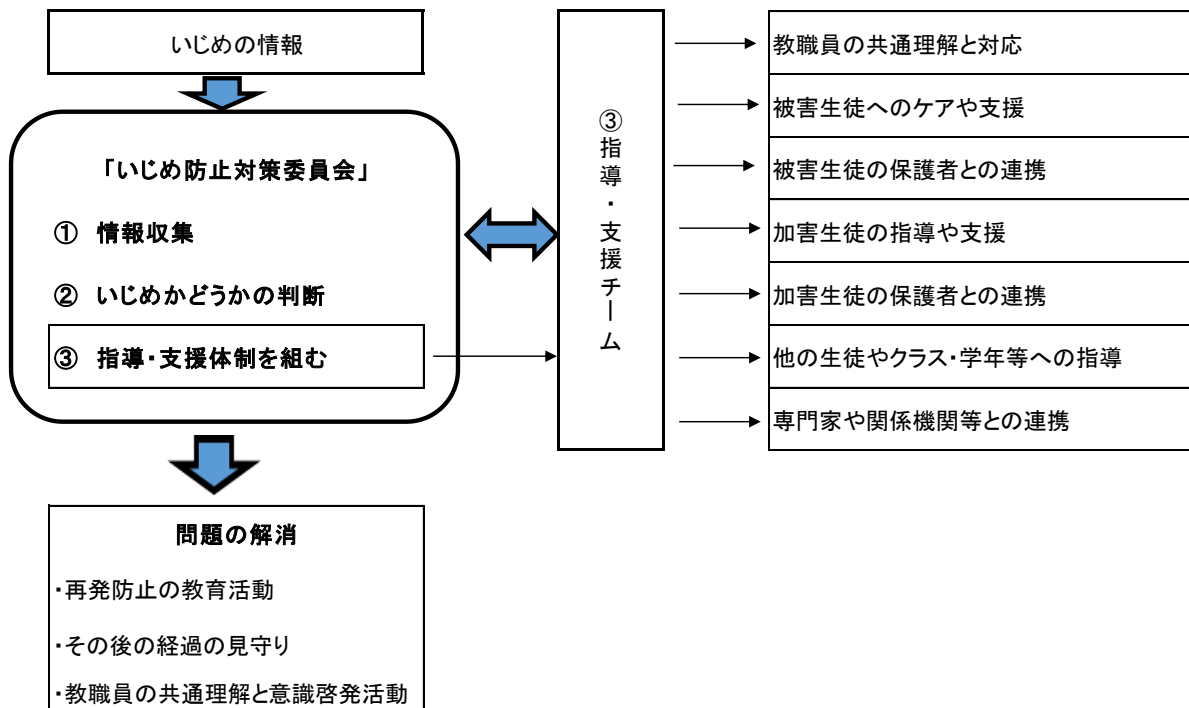 いじめの情報
「いじめ防止対策委員会」
① 情報収集
② いじめかどうかの判断
③ 指導・支援体制を組む
問題の解消
・再発防止の教育活動
・その後の経過の見守り
・教職員の共通理解と意識啓発活動
③指導・支援チーム
教職員の共通理解と対応
被害生徒へのケアや支援
被害生徒の保護者との連携
加害生徒の指導や支援
加害生徒の保護者との連携
他の生徒やクラス・学年等への指導
専門家や関係機関等との連携